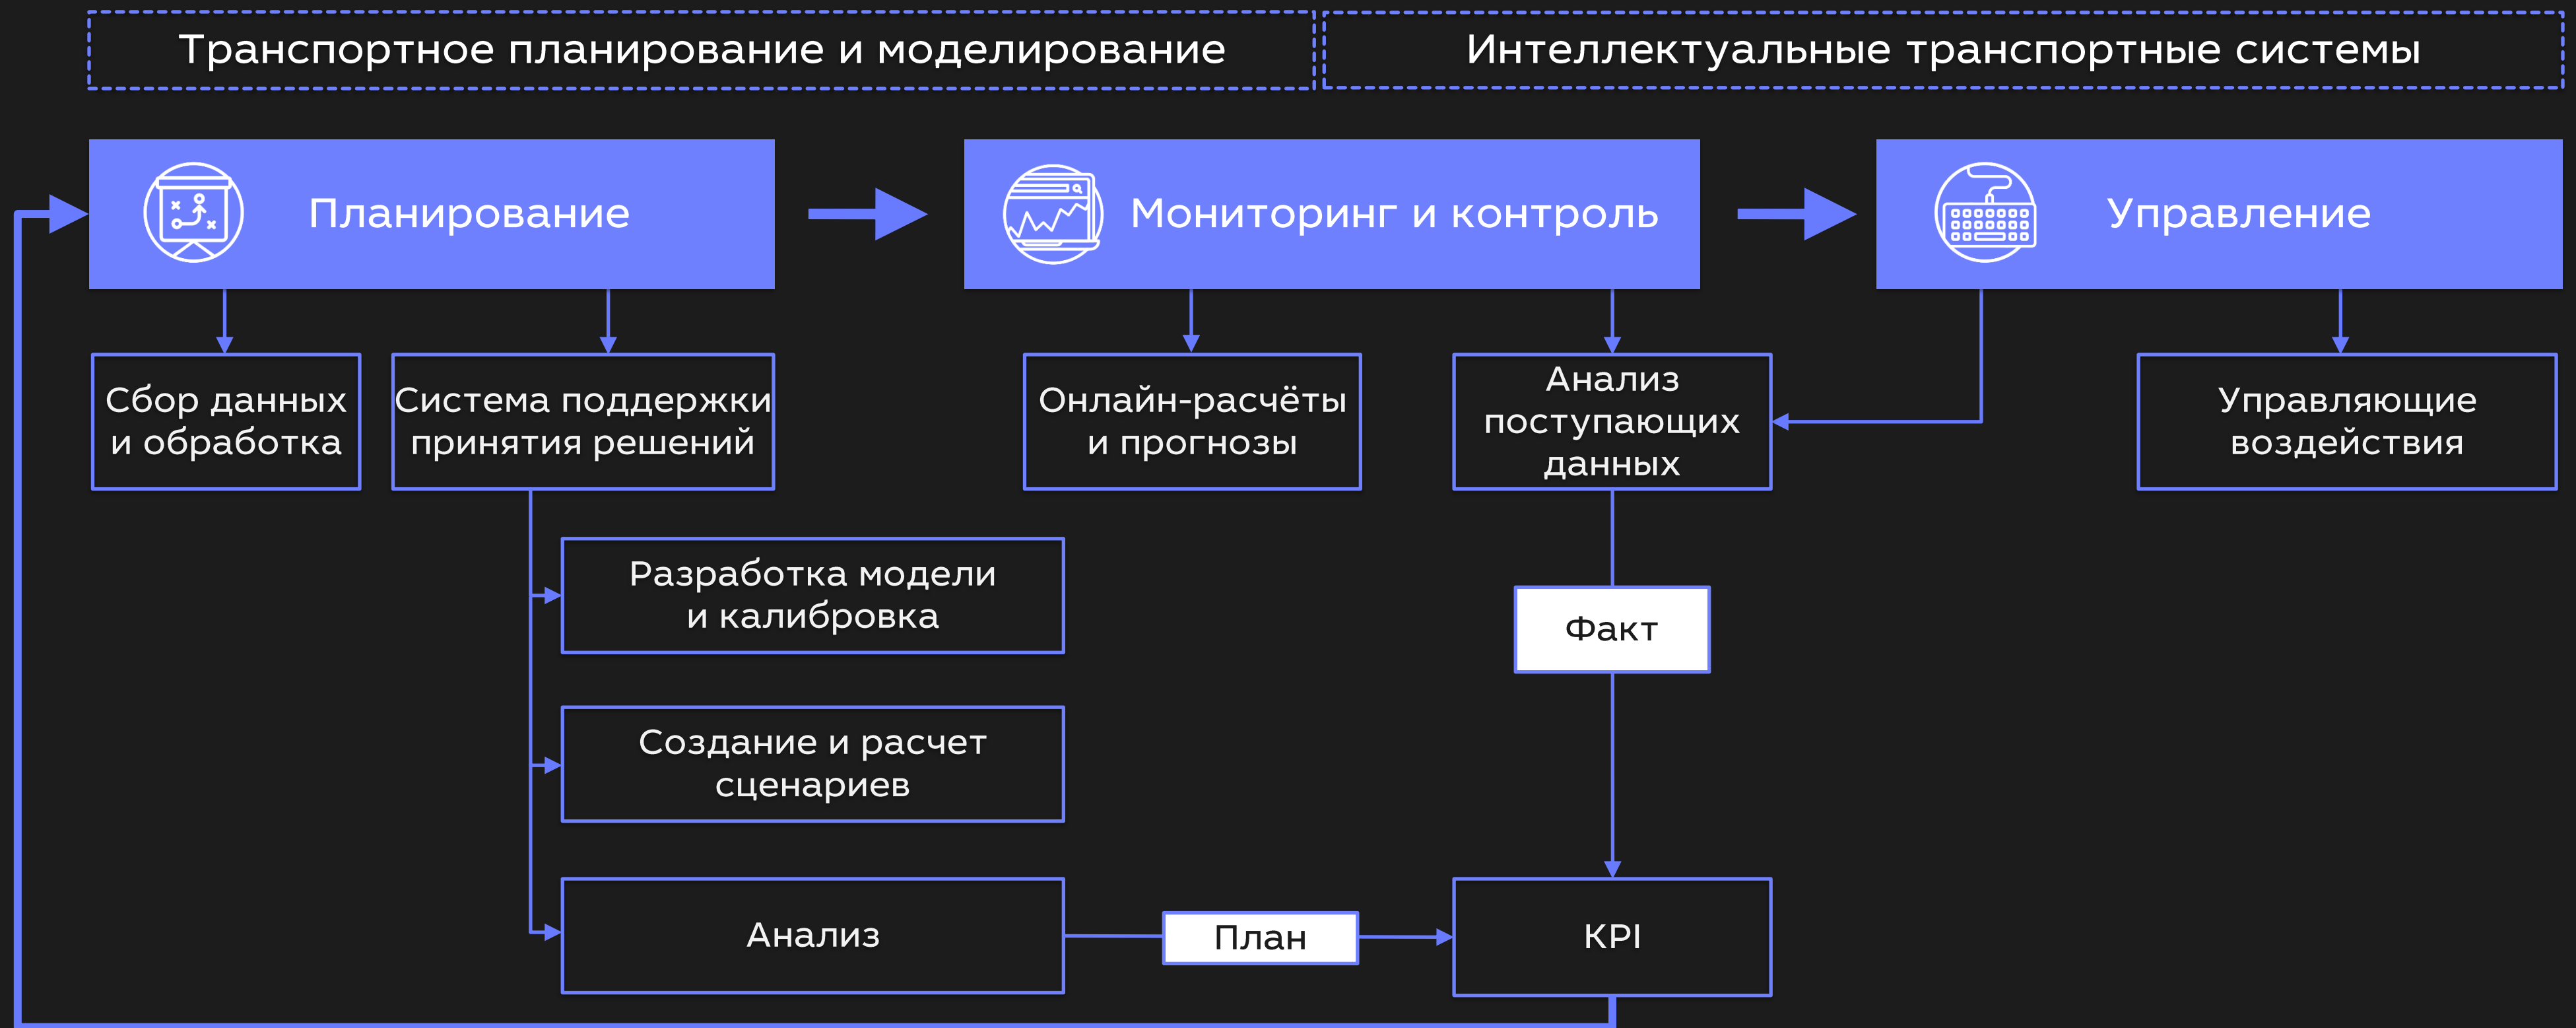 Транспортное планирование и моделирование
Интеллектуальные транспортные системы
Планирование
Мониторинг и контроль
Управление
Сбор данных
и обработка
Система поддержки
принятия решений
Онлайн-расчёты
и прогнозы
Анализ
поступающих
данных
Управляющие
воздействия
Разработка модели
и калибровка
Факт
Создание и расчет
сценариев
Анализ
План
KPI